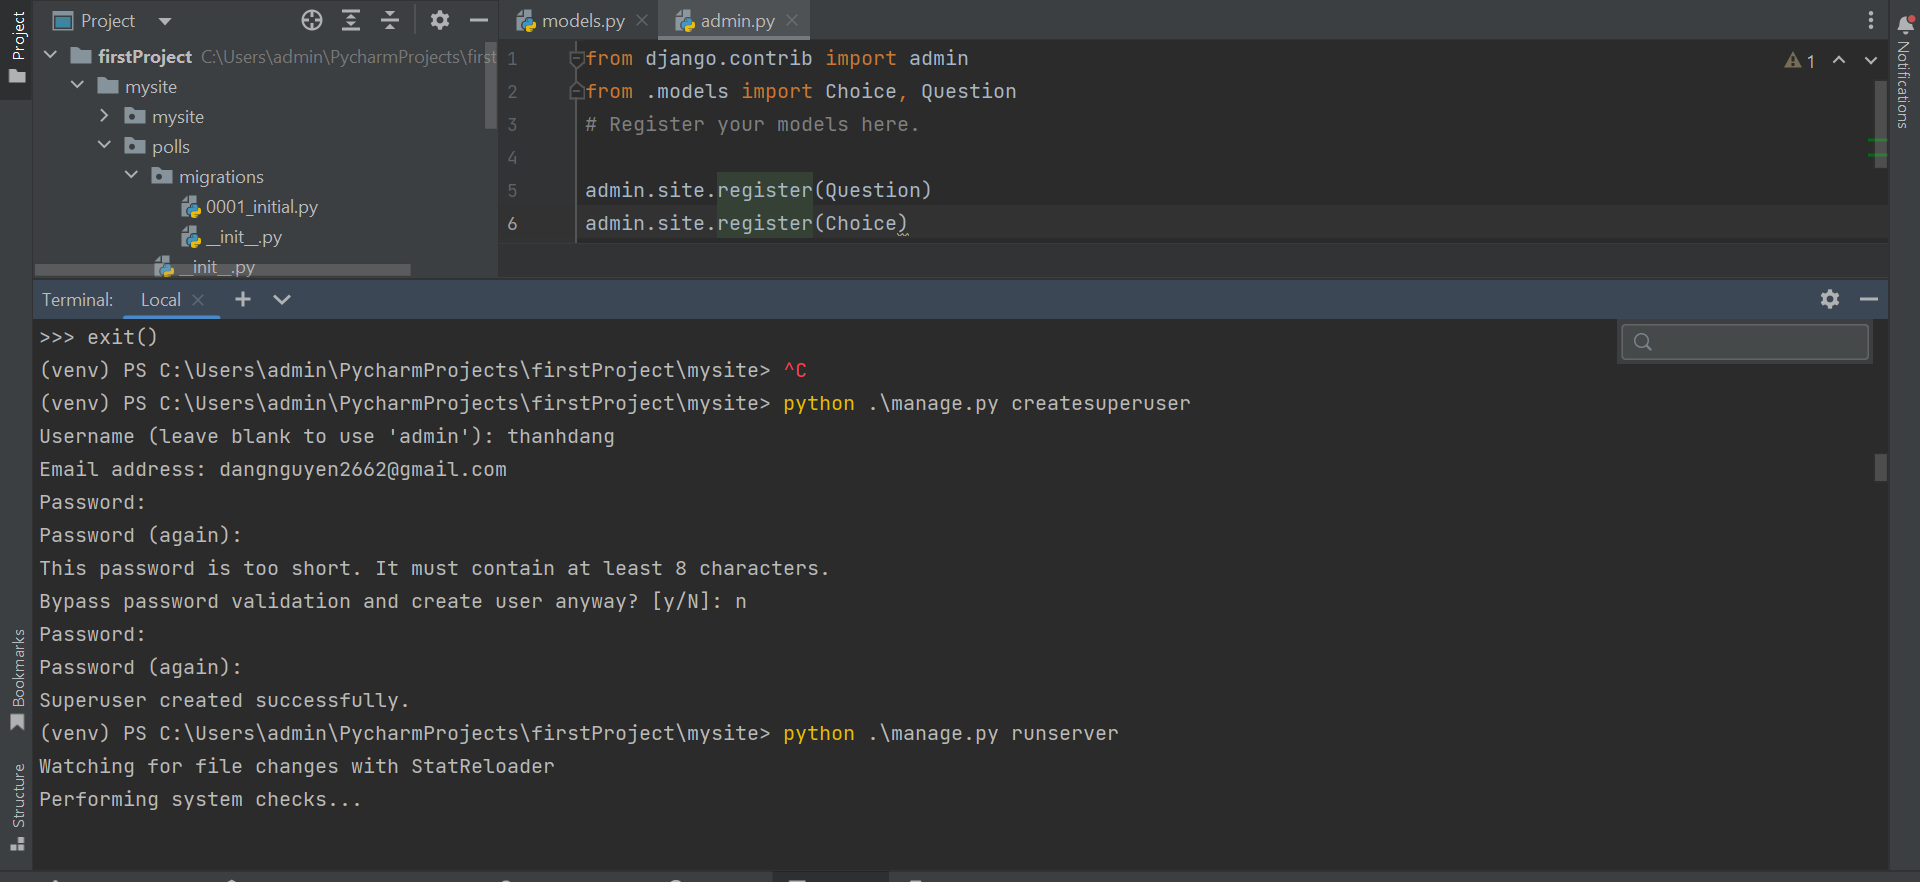 Project
Project
firstProject C:\Users\admin\PycharmProjects\first
mysite
mysite
polls
migrations
0001_initial.py
__init__.py
__init__.py
models.py
admin.py
1 from django.contrib import admin
2 from .models import Choice, Question
3 # Register your models here.
4
5 admin.site.register(Question)
6 admin.site.register(Choice)
1
Notifications
Terminal: Local
>>> exit()
(venv) PS C:\Users\admin\PycharmProjects\firstProject\mysite> ^C
(venv) PS C:\Users\admin\PycharmProjects\firstProject\mysite> python .\manage.py createsuperuser
Username (leave blank to use 'admin'): thanhdang
Email address: dangnguyen2662@gmail.com
Password:
Password (again):
This password is too short. It must contain at least 8 characters.
Bypass password validation and create user anyway? [y/N]: n
Password:
Password (again):
Superuser created successfully.
(venv) PS C:\Users\admin\PycharmProjects\firstProject\mysite> python .\manage.py runserver
Watching for file changes with StatReloader
Performing system checks...
Bookmarks
Structure